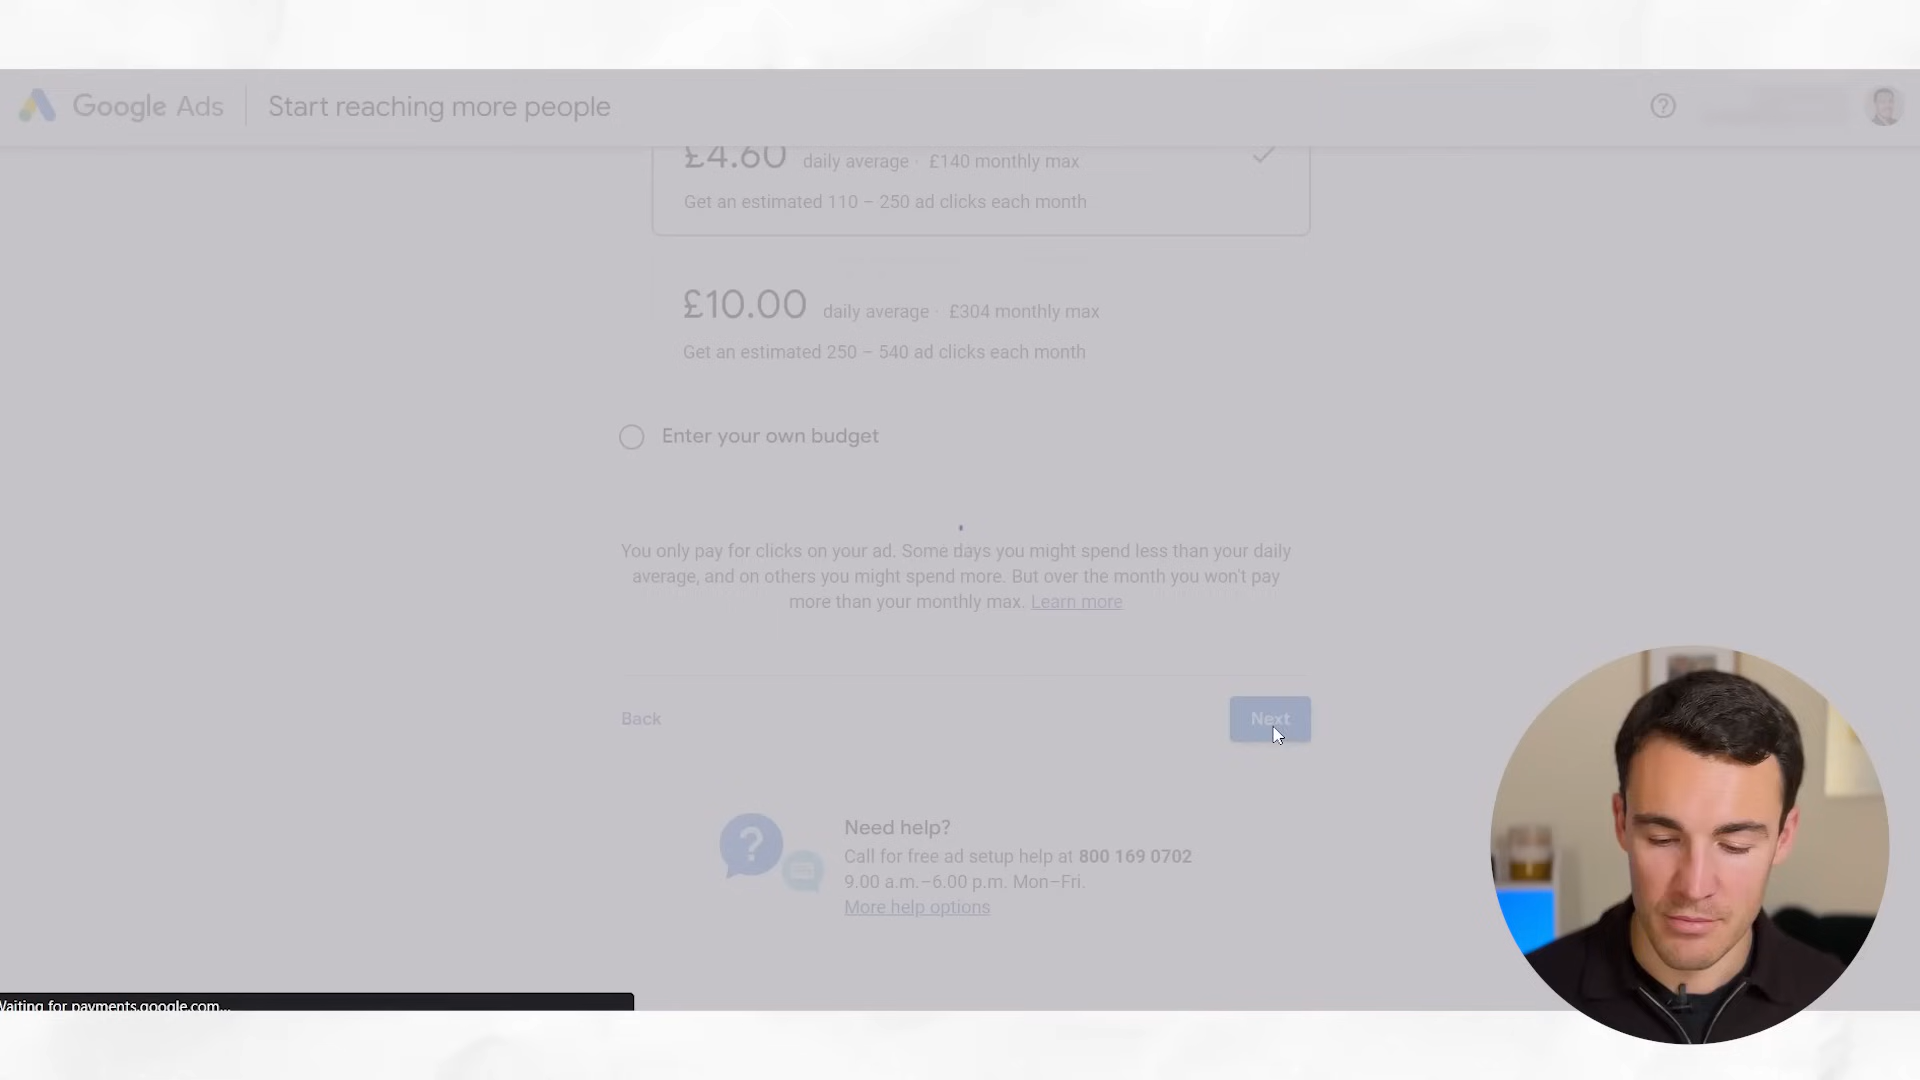 Google Ads
Start reaching more people
£4.60 daily average · £140 monthly max
Get an estimated 110 – 250 ad clicks each month
£10.00 daily average · £304 monthly max
Get an estimated 250 – 540 ad clicks each month
Enter your own budget
You only pay for clicks on your ad. Some days you might spend less than your daily
average, and on others you might spend more. But over the month you won't pay
more than your monthly max. Learn more
Back
Next
Need help?
Call for free ad setup help at 800 169 0702
9.00 a.m.–6.00 p.m. Mon–Fri.
More help options
Waiting for payments.google.com...